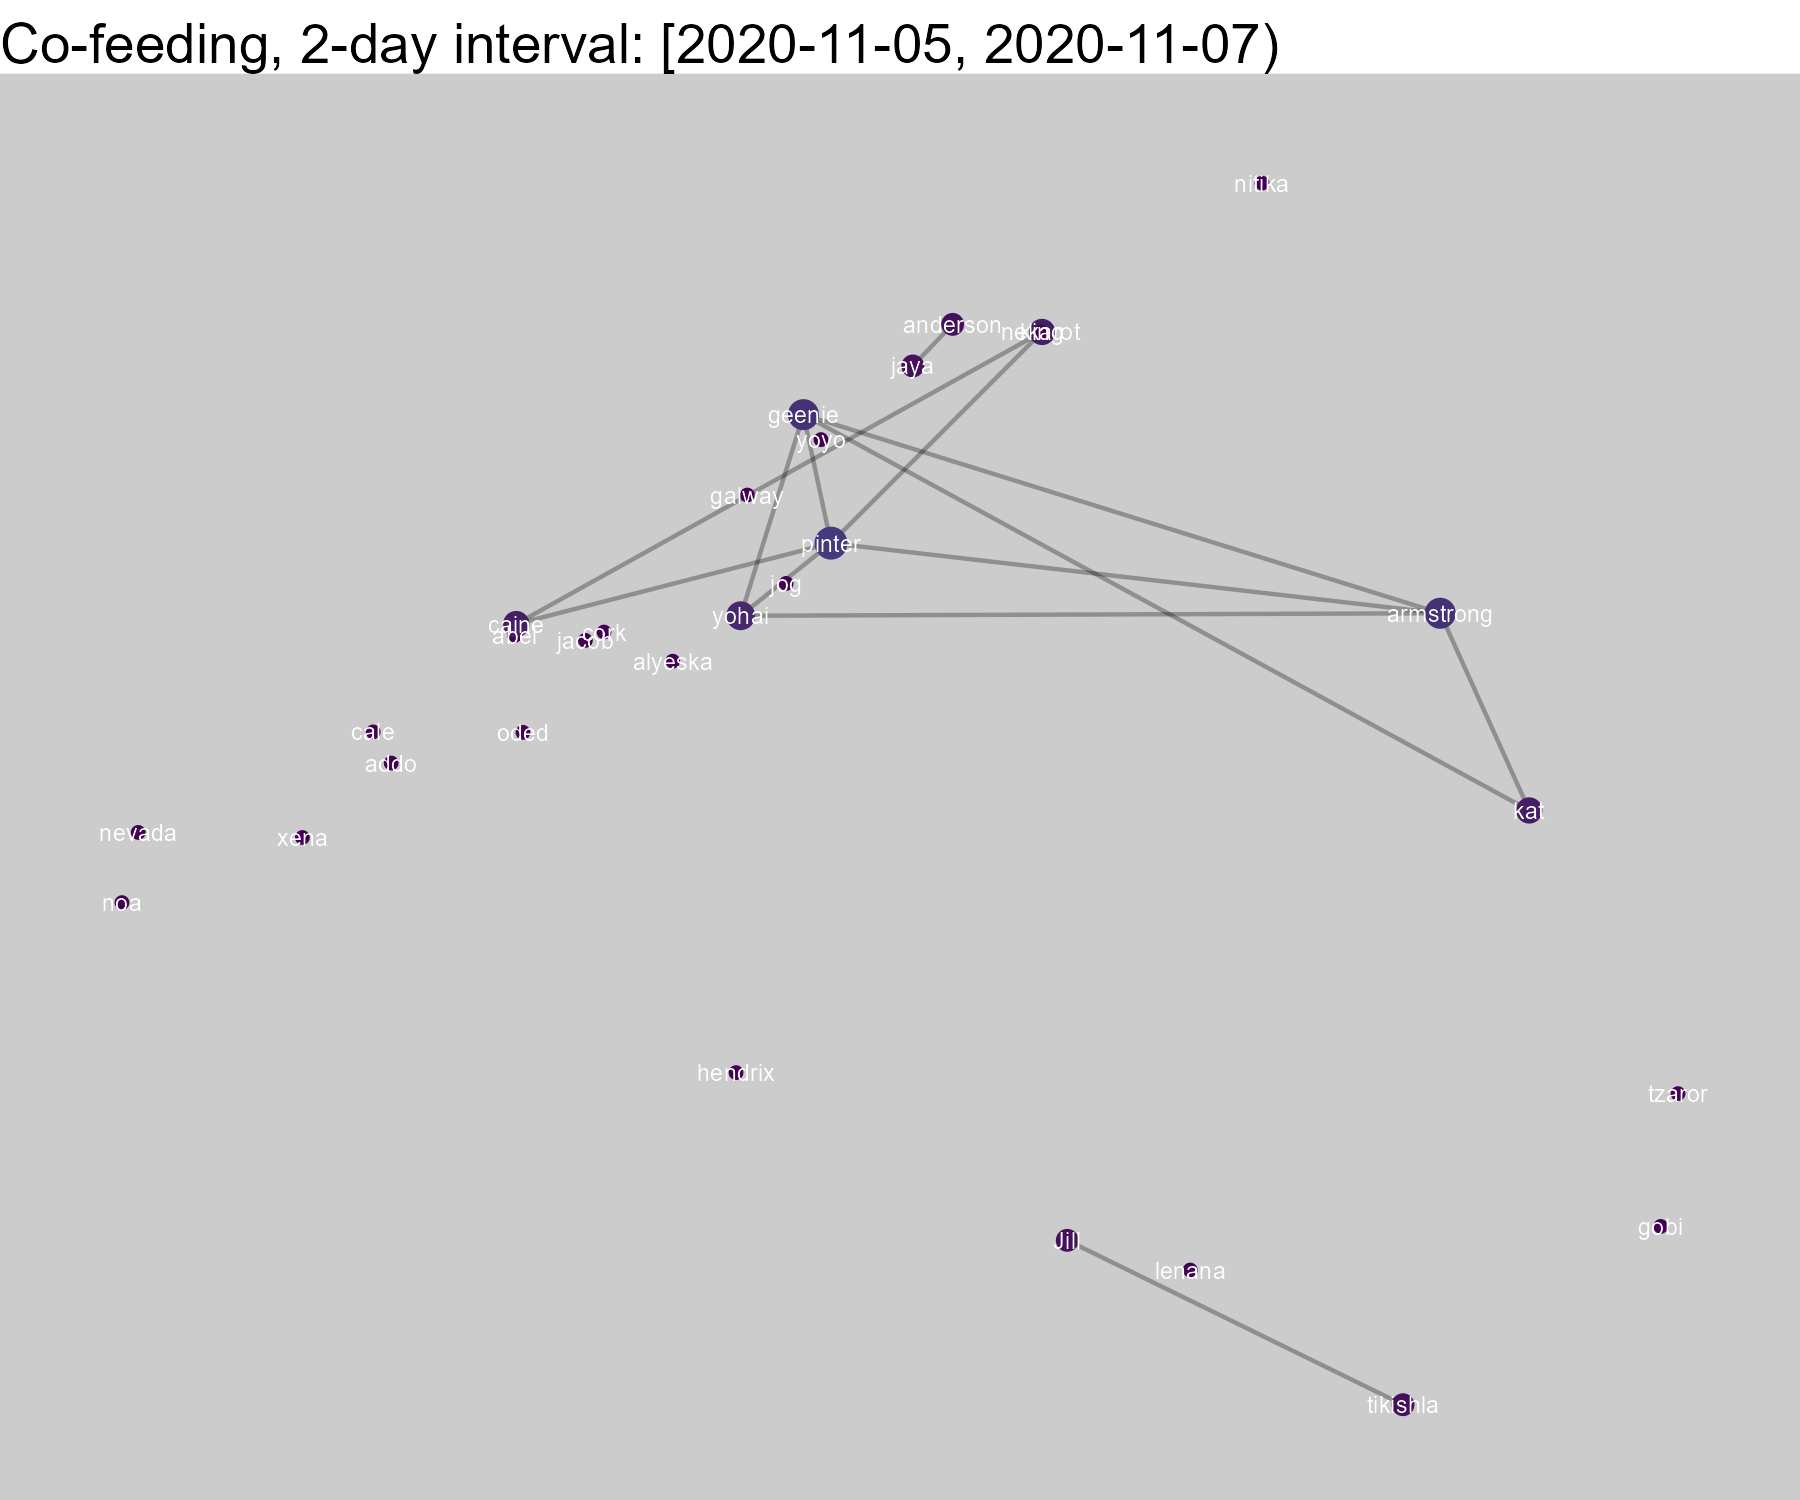 Co-feeding, 2-day interval: [2020-11-05, 2020-11-07)
nitika
anderson
jaya
geenie
yoyo
galway
pinter
jog
yohai
armstrong
caine
abel
cork
jacob
alyeska
cale
oded
addo
kat
nevada
xena
noa
hendrix
tzaror
gobi
Jill
lenana
tikishla